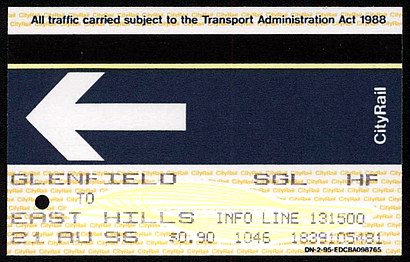 All traffic carried subject to the Transport Administration Act 1988
CityRail
GLENFIELD SGL HF
TO
EAST HILLS INFO LINE 131500
21 AU 95 $0.90 1046 1839105481
DN-2-95-EDCBA098765